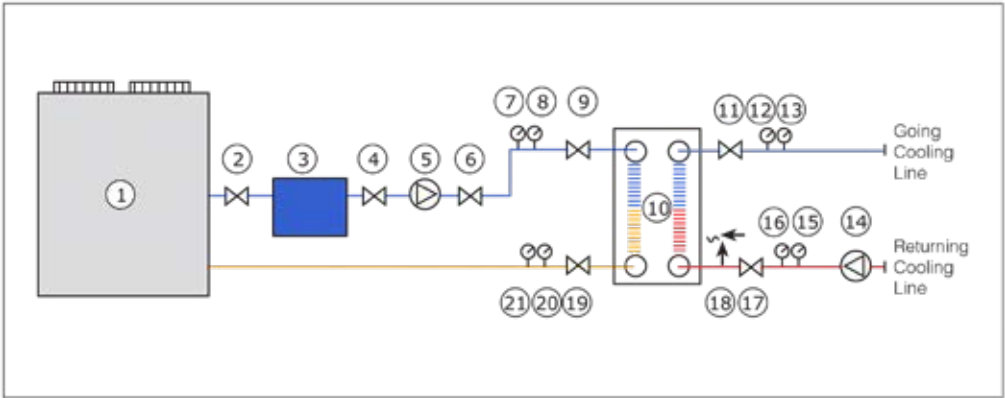 7 8 9 11 12 13
Going
Cooling
Line
2 3 4 5 6
1
10
16 15 14
Returning
Cooling
Line
21 20 19 18 17